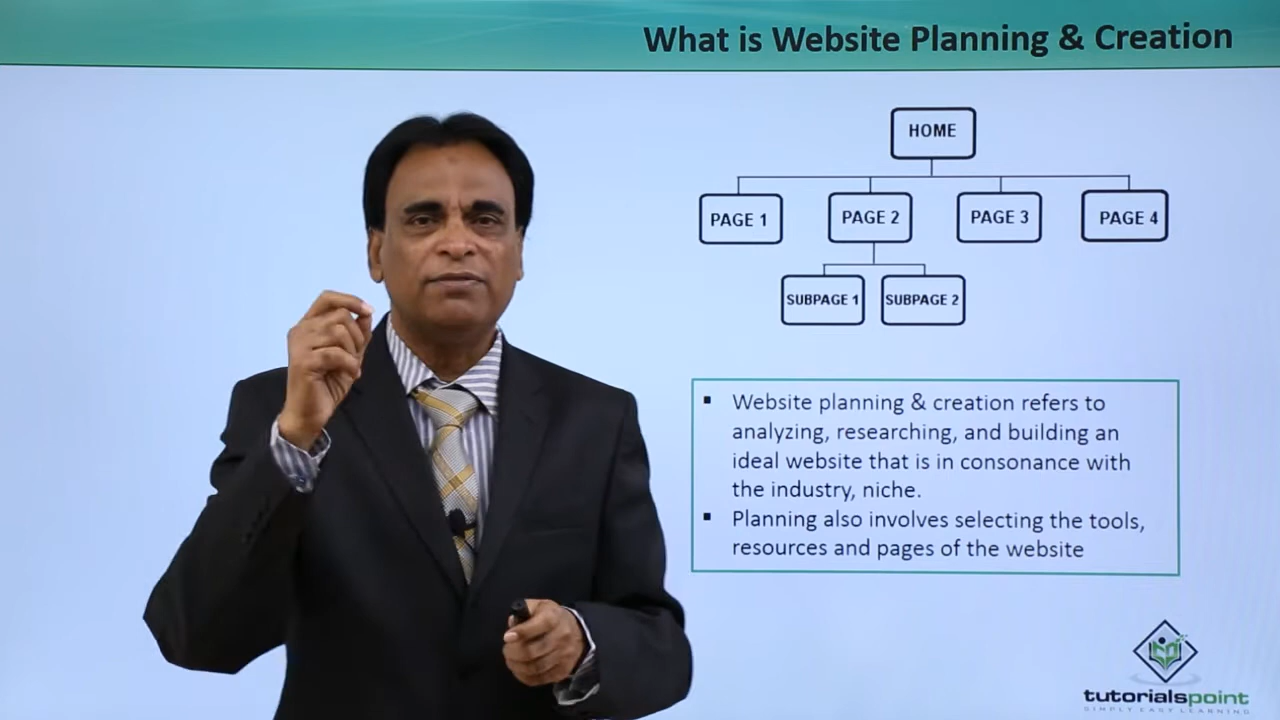 What is Website Planning & Creation
HOME
PAGE 1
PAGE 2
PAGE 3
PAGE 4
SUBPAGE 1
SUBPAGE 2
▪ Website planning & creation refers to
analyzing, researching, and building an
ideal website that is in consonance with
the industry, niche.
▪ Planning also involves selecting the tools,
resources and pages of the website
tutorialspoint
SIMPLY EASY LEARNING